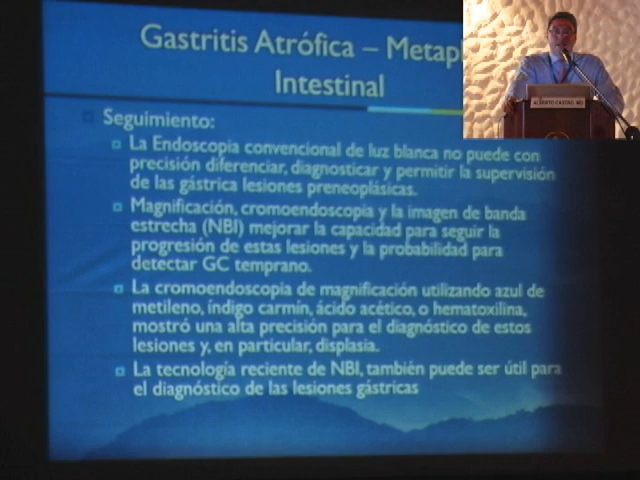 Gastritis Atrófica – Metap
Intestinal
ALBERTO CASTRO, MD
Seguimiento:
La Endoscopia convencional de luz blanca no puede con
precisión diferenciar, diagnosticar y permitir la supervisión
de las gástrica lesiones preneoplásicas.
Magnificación, cromoendoscopia y la imagen de banda
estrecha (NBI) mejorar la capacidad para seguir la
progresión de estas lesiones y la probabilidad para
detectar GC temprano.
La cromoendoscopia de magnificación utilizando azul de
metileno, índigo carmín, ácido acético, o hematoxilina,
mostró una alta precisión para el diagnóstico de estos
lesiones y, en particular, displasia.
La tecnología reciente de NBI, también puede ser útil para
el diagnóstico de las lesiones gástricas